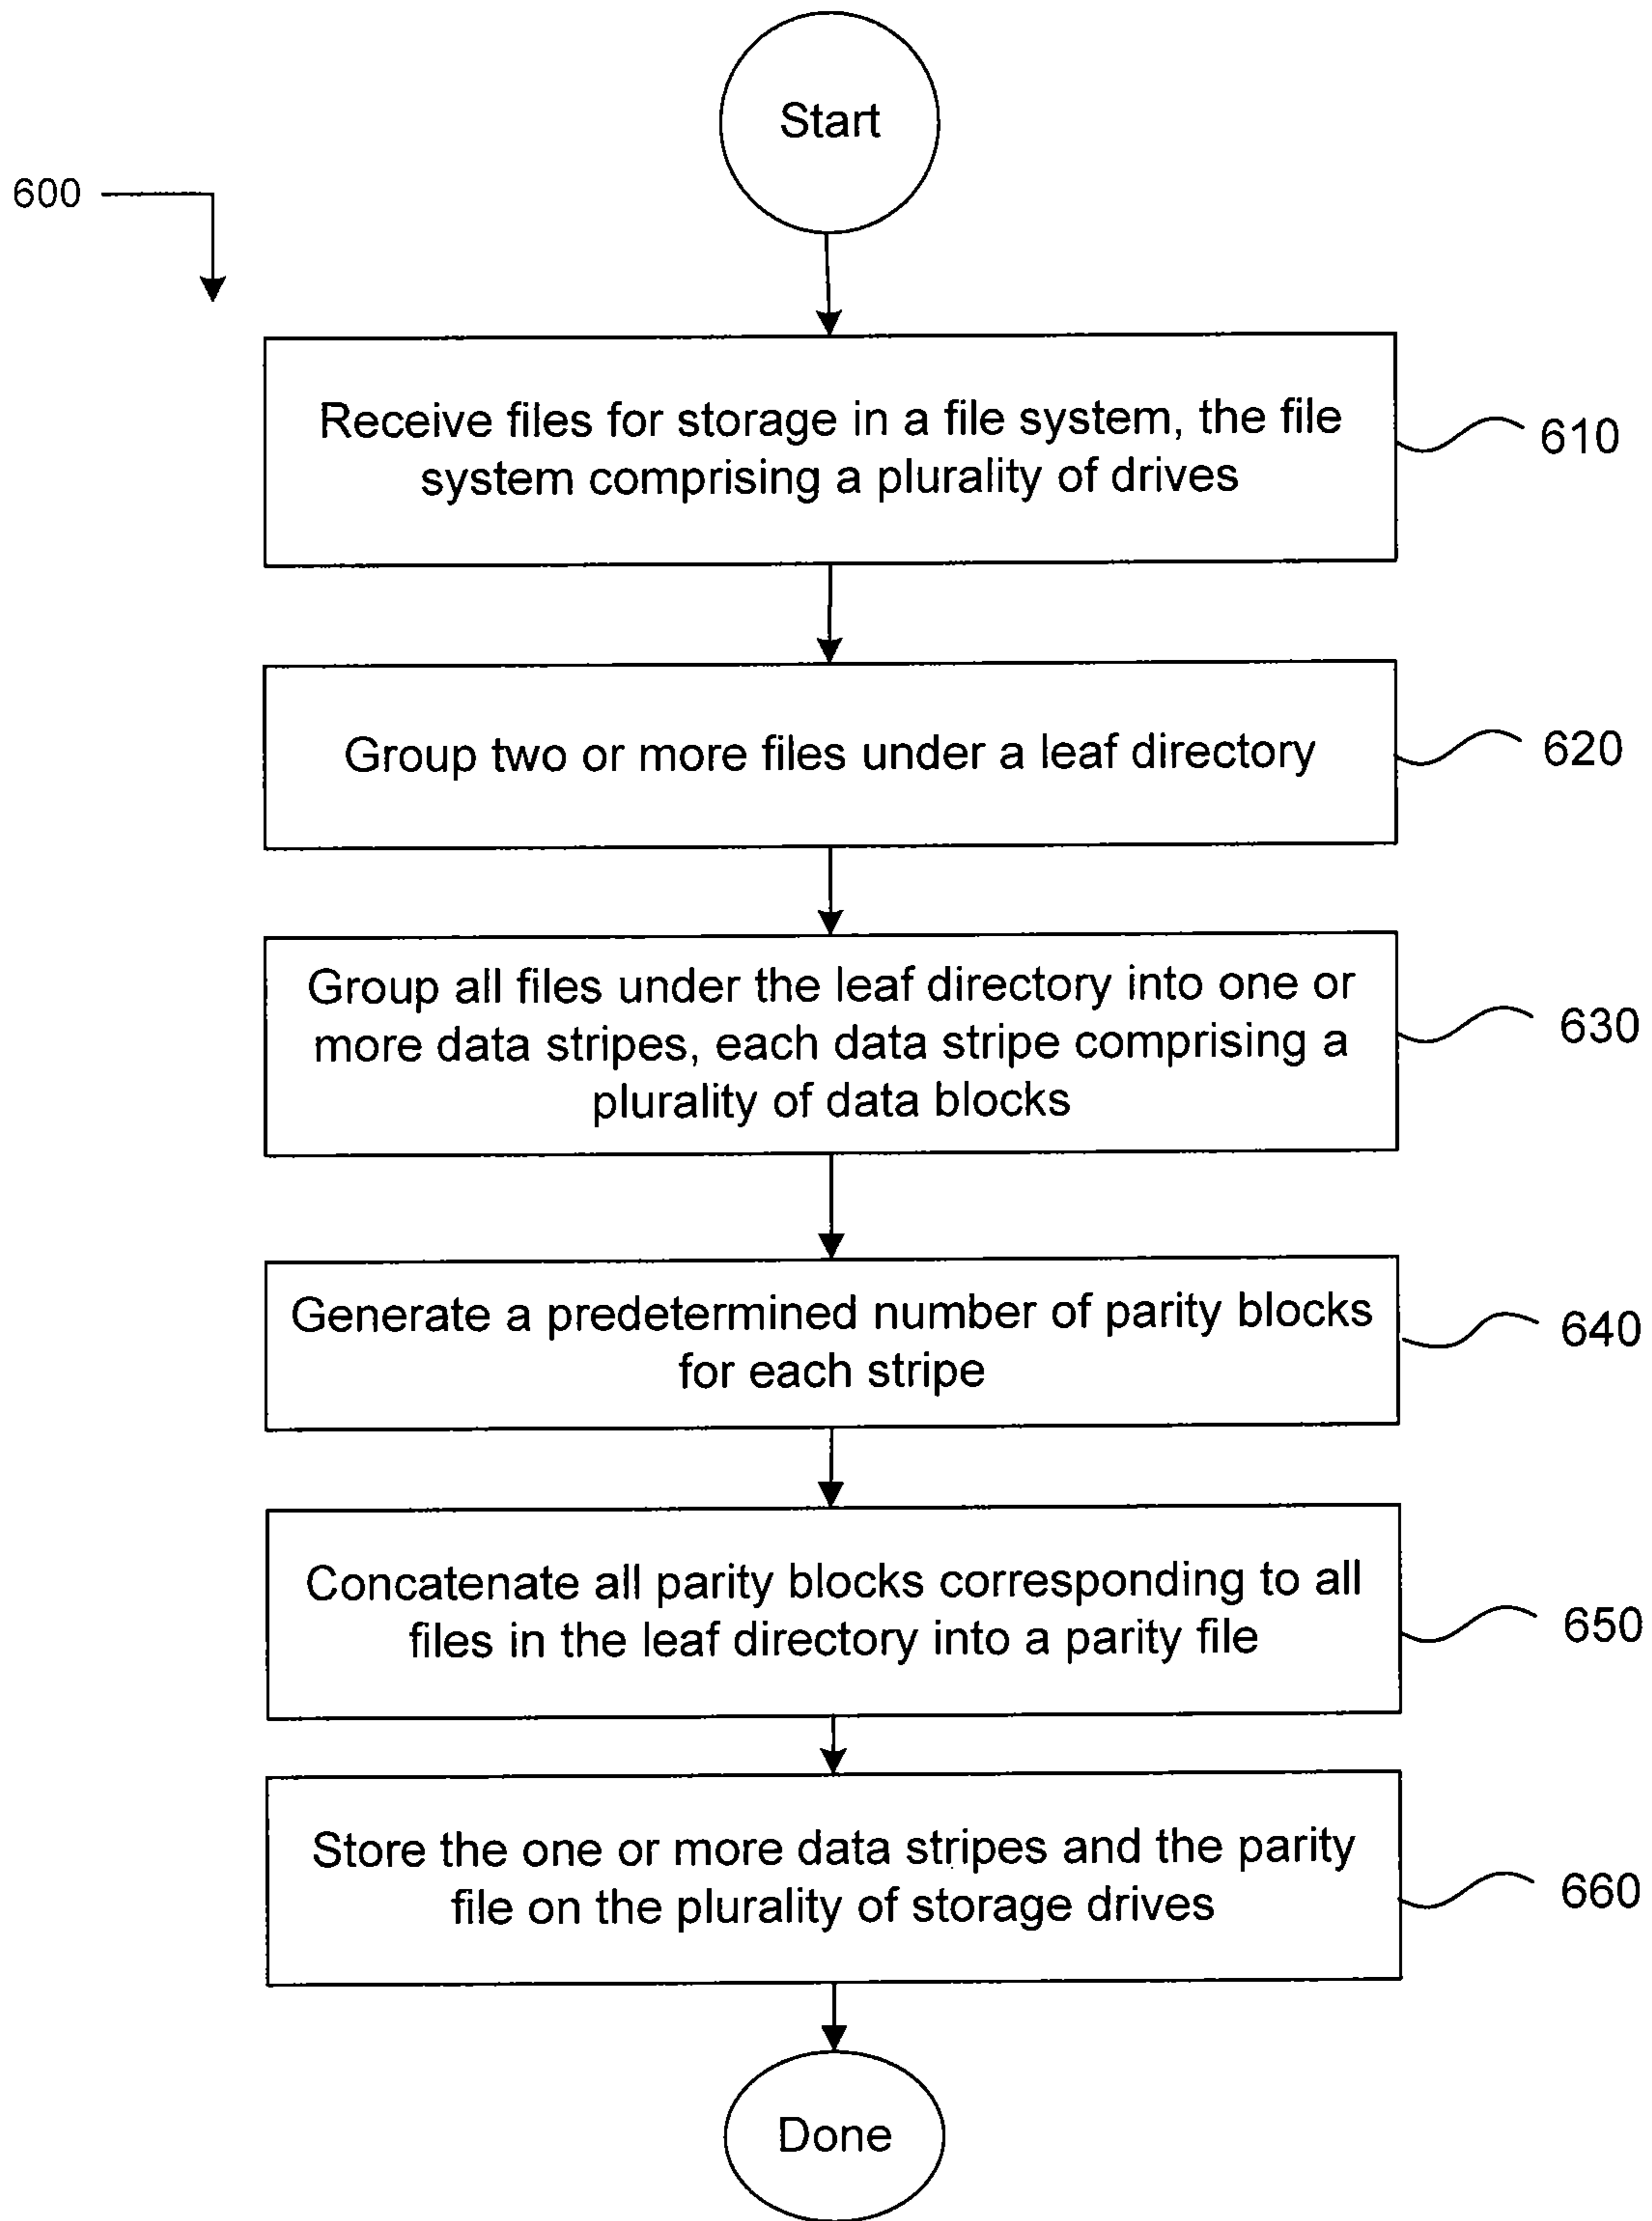 Start
600
Receive files for storage in a file system, the file
system comprising a plurality of drives
610
Group two or more files under a leaf directory
620
Group all files under the leaf directory into one or
more data stripes, each data stripe comprising a
plurality of data blocks
630
Generate a predetermined number of parity blocks
for each stripe
640
Concatenate all parity blocks corresponding to all
files in the leaf directory into a parity file
650
Store the one or more data stripes and the parity
file on the plurality of storage drives
660
Done